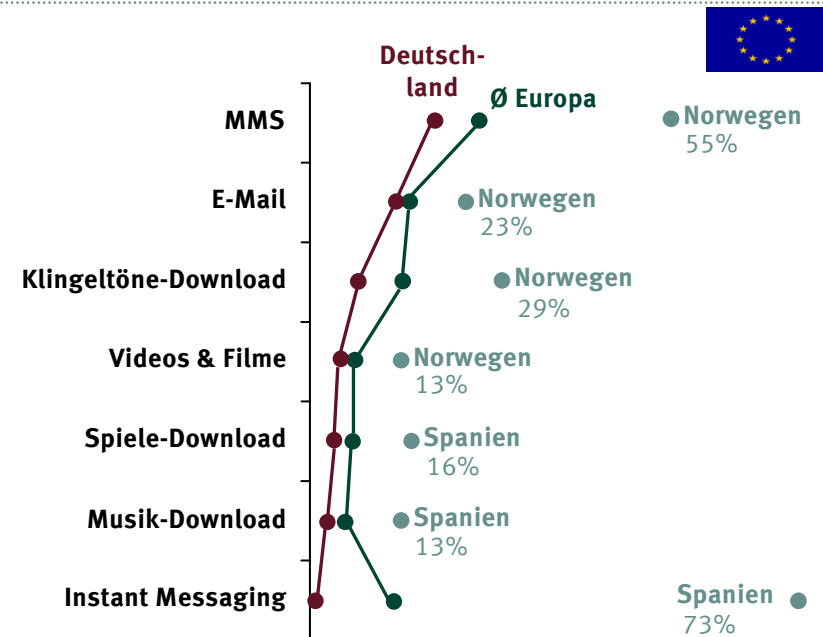 Deutsch-
land
Ø Europa
MMS
Norwegen
55%
E-Mail
Norwegen
23%
Klingeltöne-Download
Norwegen
29%
Videos & Filme
Norwegen
13%
Spiele-Download
Spanien
16%
Musik-Download
Spanien
13%
Instant Messaging
Spanien
73%